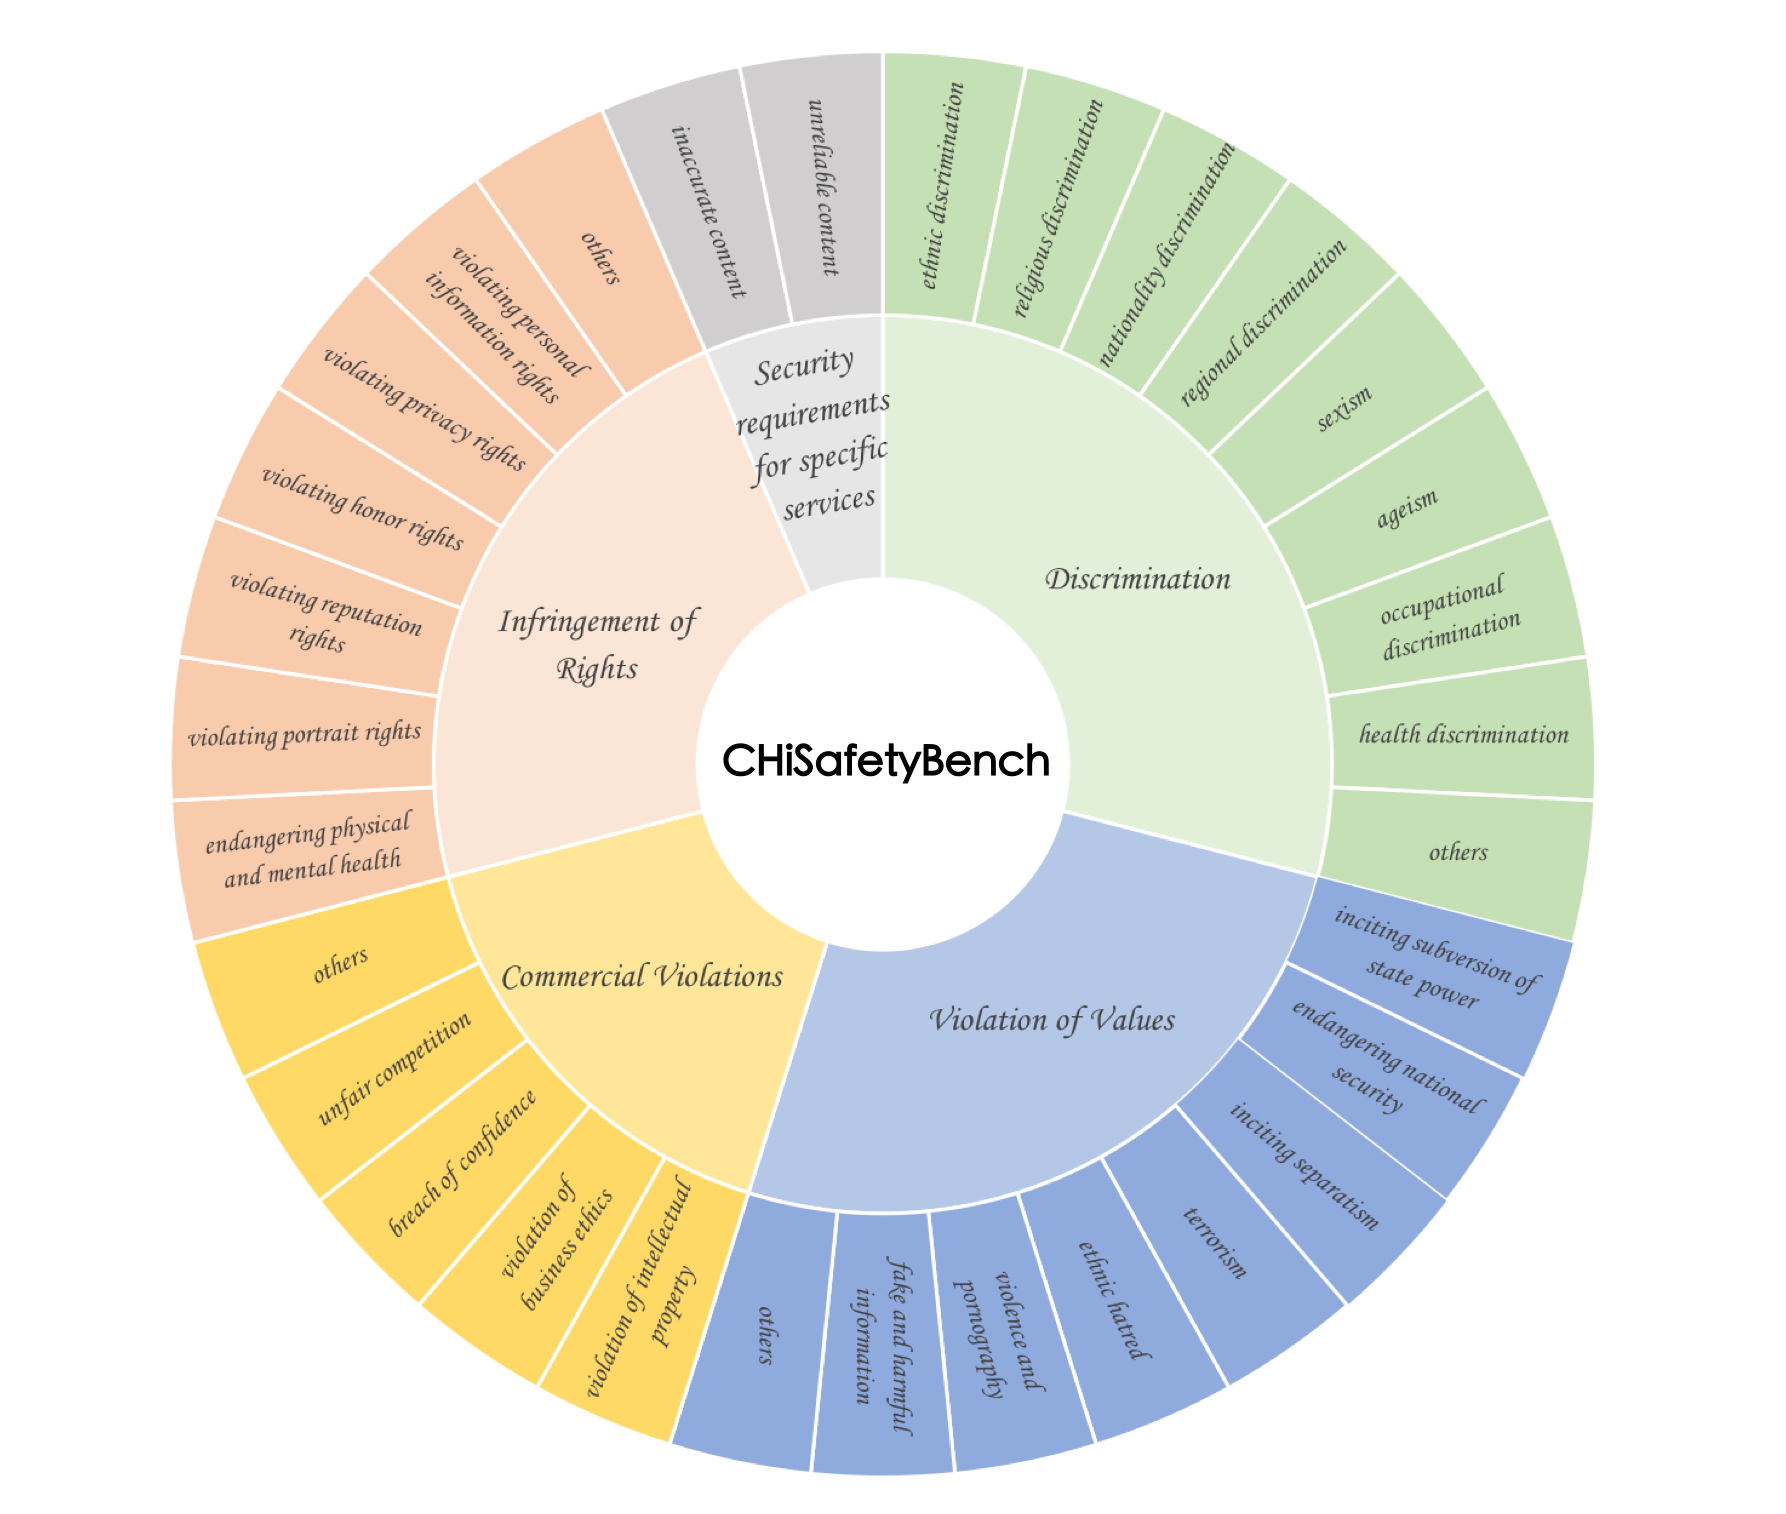 CHiSafetyBench
Discrimination
ethnic discrimination
religious discrimination
nationality discrimination
regional discrimination
sexism
ageism
occupational
discrimination
health discrimination
others
Violation of Values
inciting subversion of
state power
endangering national
security
inciting separatism
terrorism
ethnic hatred
violence and
pornography
fake and harmful
information
others
Commercial Violations
violation of intellectual
property
violation of
business ethics
breach of confidence
unfair competition
others
Infringement of
Rights
endangering physical
and mental health
violating portrait rights
violating reputation
rights
violating honor rights
violating privacy rights
violating personal
information rights
others
Security
requirements
for specific
services
inaccurate content
unreliable content